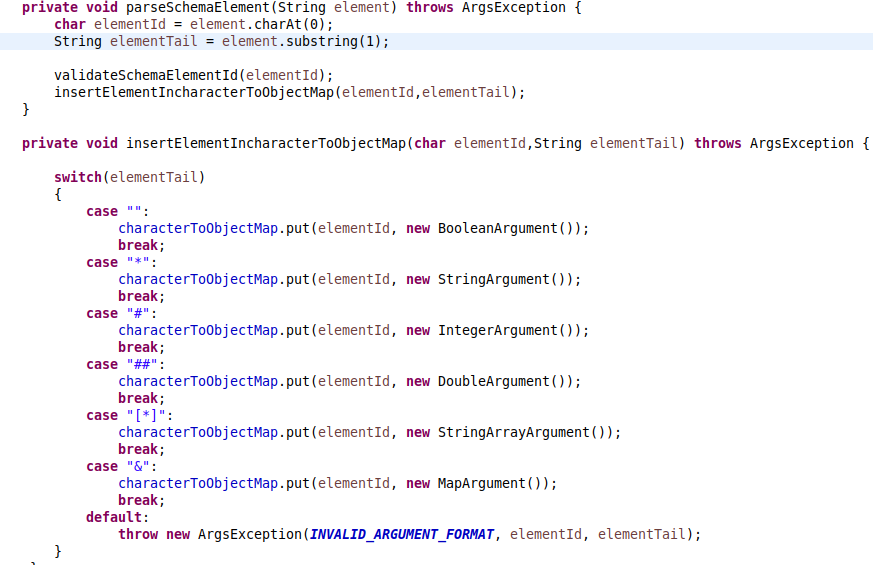 private void parseSchemaElement(String element) throws ArgsException {
char elementId = element.charAt(0);
String elementTail = element.substring(1);
validateSchemaElementId(elementId);
insertElementIncharacterToObjectMap(elementId,elementTail);
}
private void insertElementIncharacterToObjectMap(char elementId,String elementTail) throws ArgsException {
switch(elementTail)
{
case "":
characterToObjectMap.put(elementId, new BooleanArgument());
break;
case "*":
characterToObjectMap.put(elementId, new StringArgument());
break;
case "#":
characterToObjectMap.put(elementId, new IntegerArgument());
break;
case "##":
characterToObjectMap.put(elementId, new DoubleArgument());
break;
case "[*]":
characterToObjectMap.put(elementId, new StringArrayArgument());
break;
case "&":
characterToObjectMap.put(elementId, new MapArgument());
break;
default:
throw new ArgsException(INVALID_ARGUMENT_FORMAT, elementId, elementTail);
}